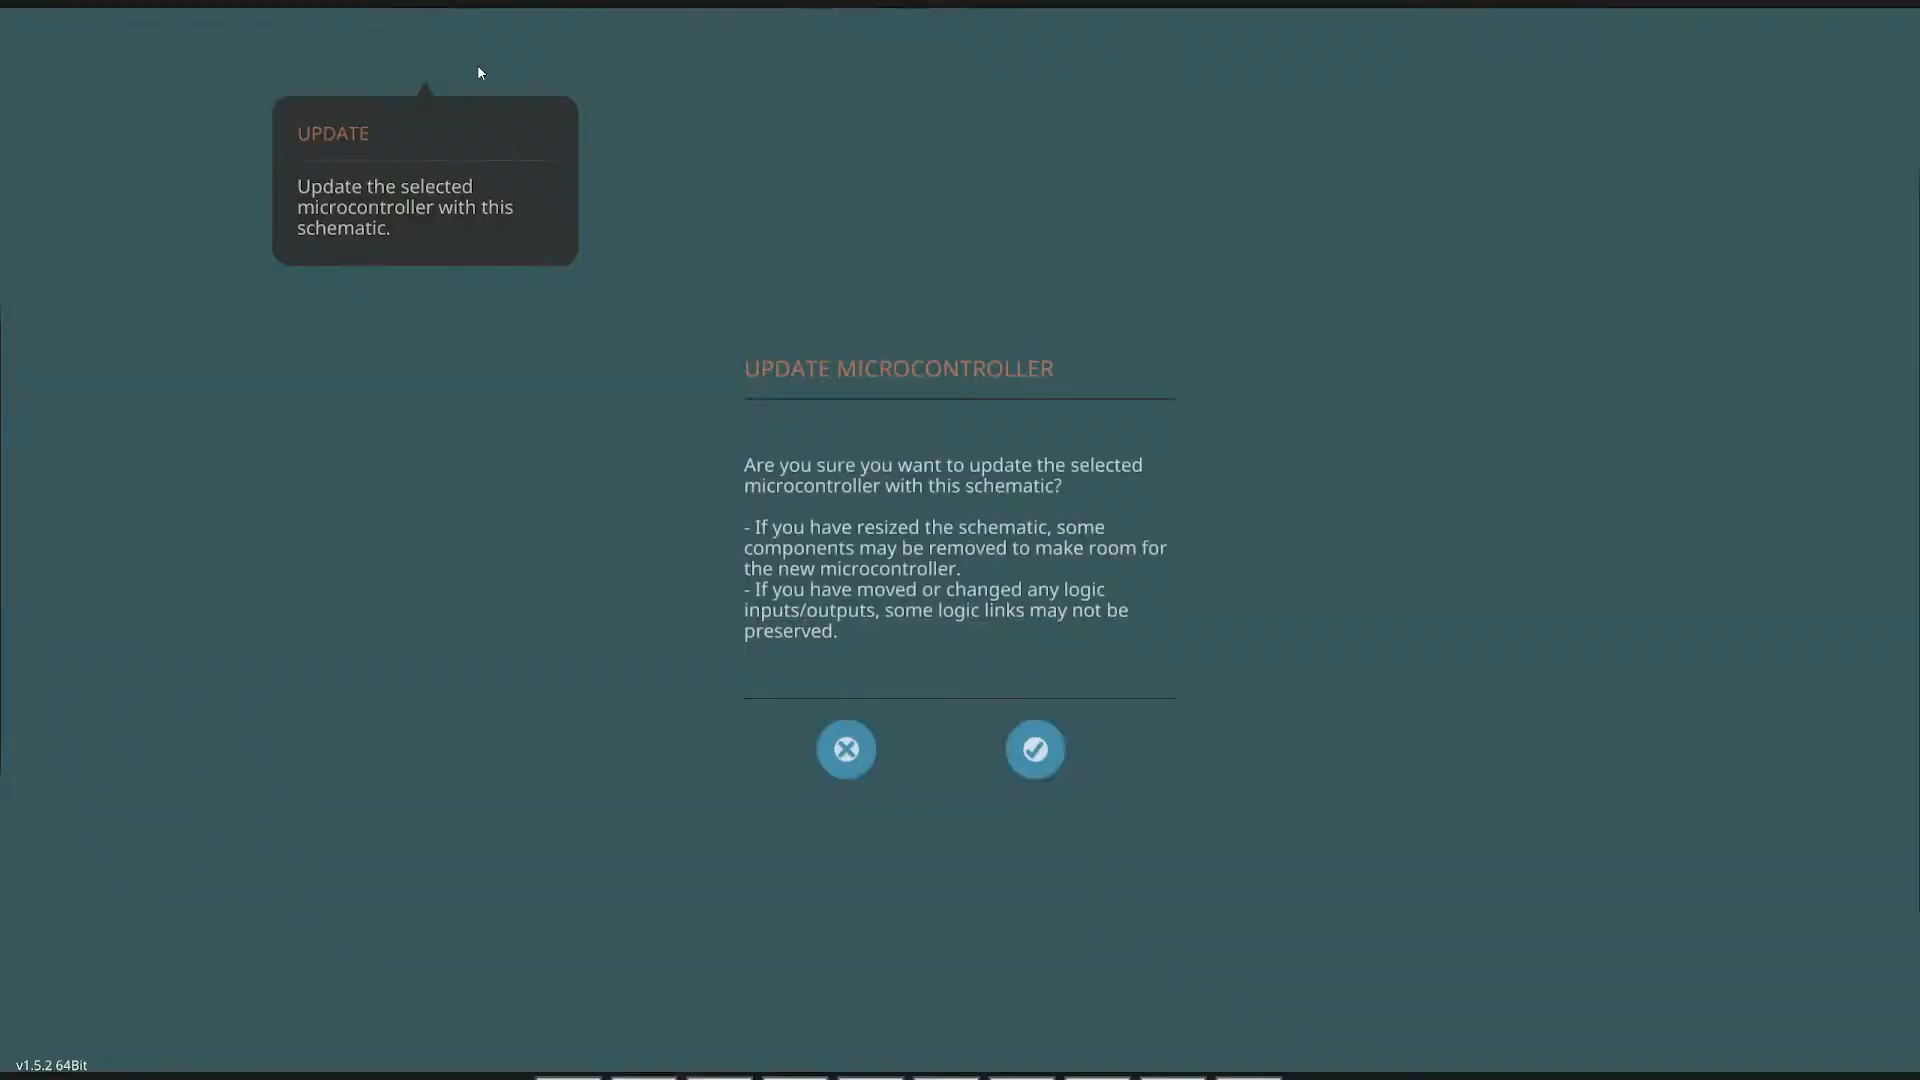 UPDATE
Update the selected
microcontroller with this
schematic.
UPDATE MICROCONTROLLER
Are you sure you want to update the selected
microcontroller with this schematic?
- If you have resized the schematic, some
components may be removed to make room for
the new microcontroller.
- If you have moved or changed any logic
inputs/outputs, some logic links may not be
preserved.
v1.5.2 64Bit